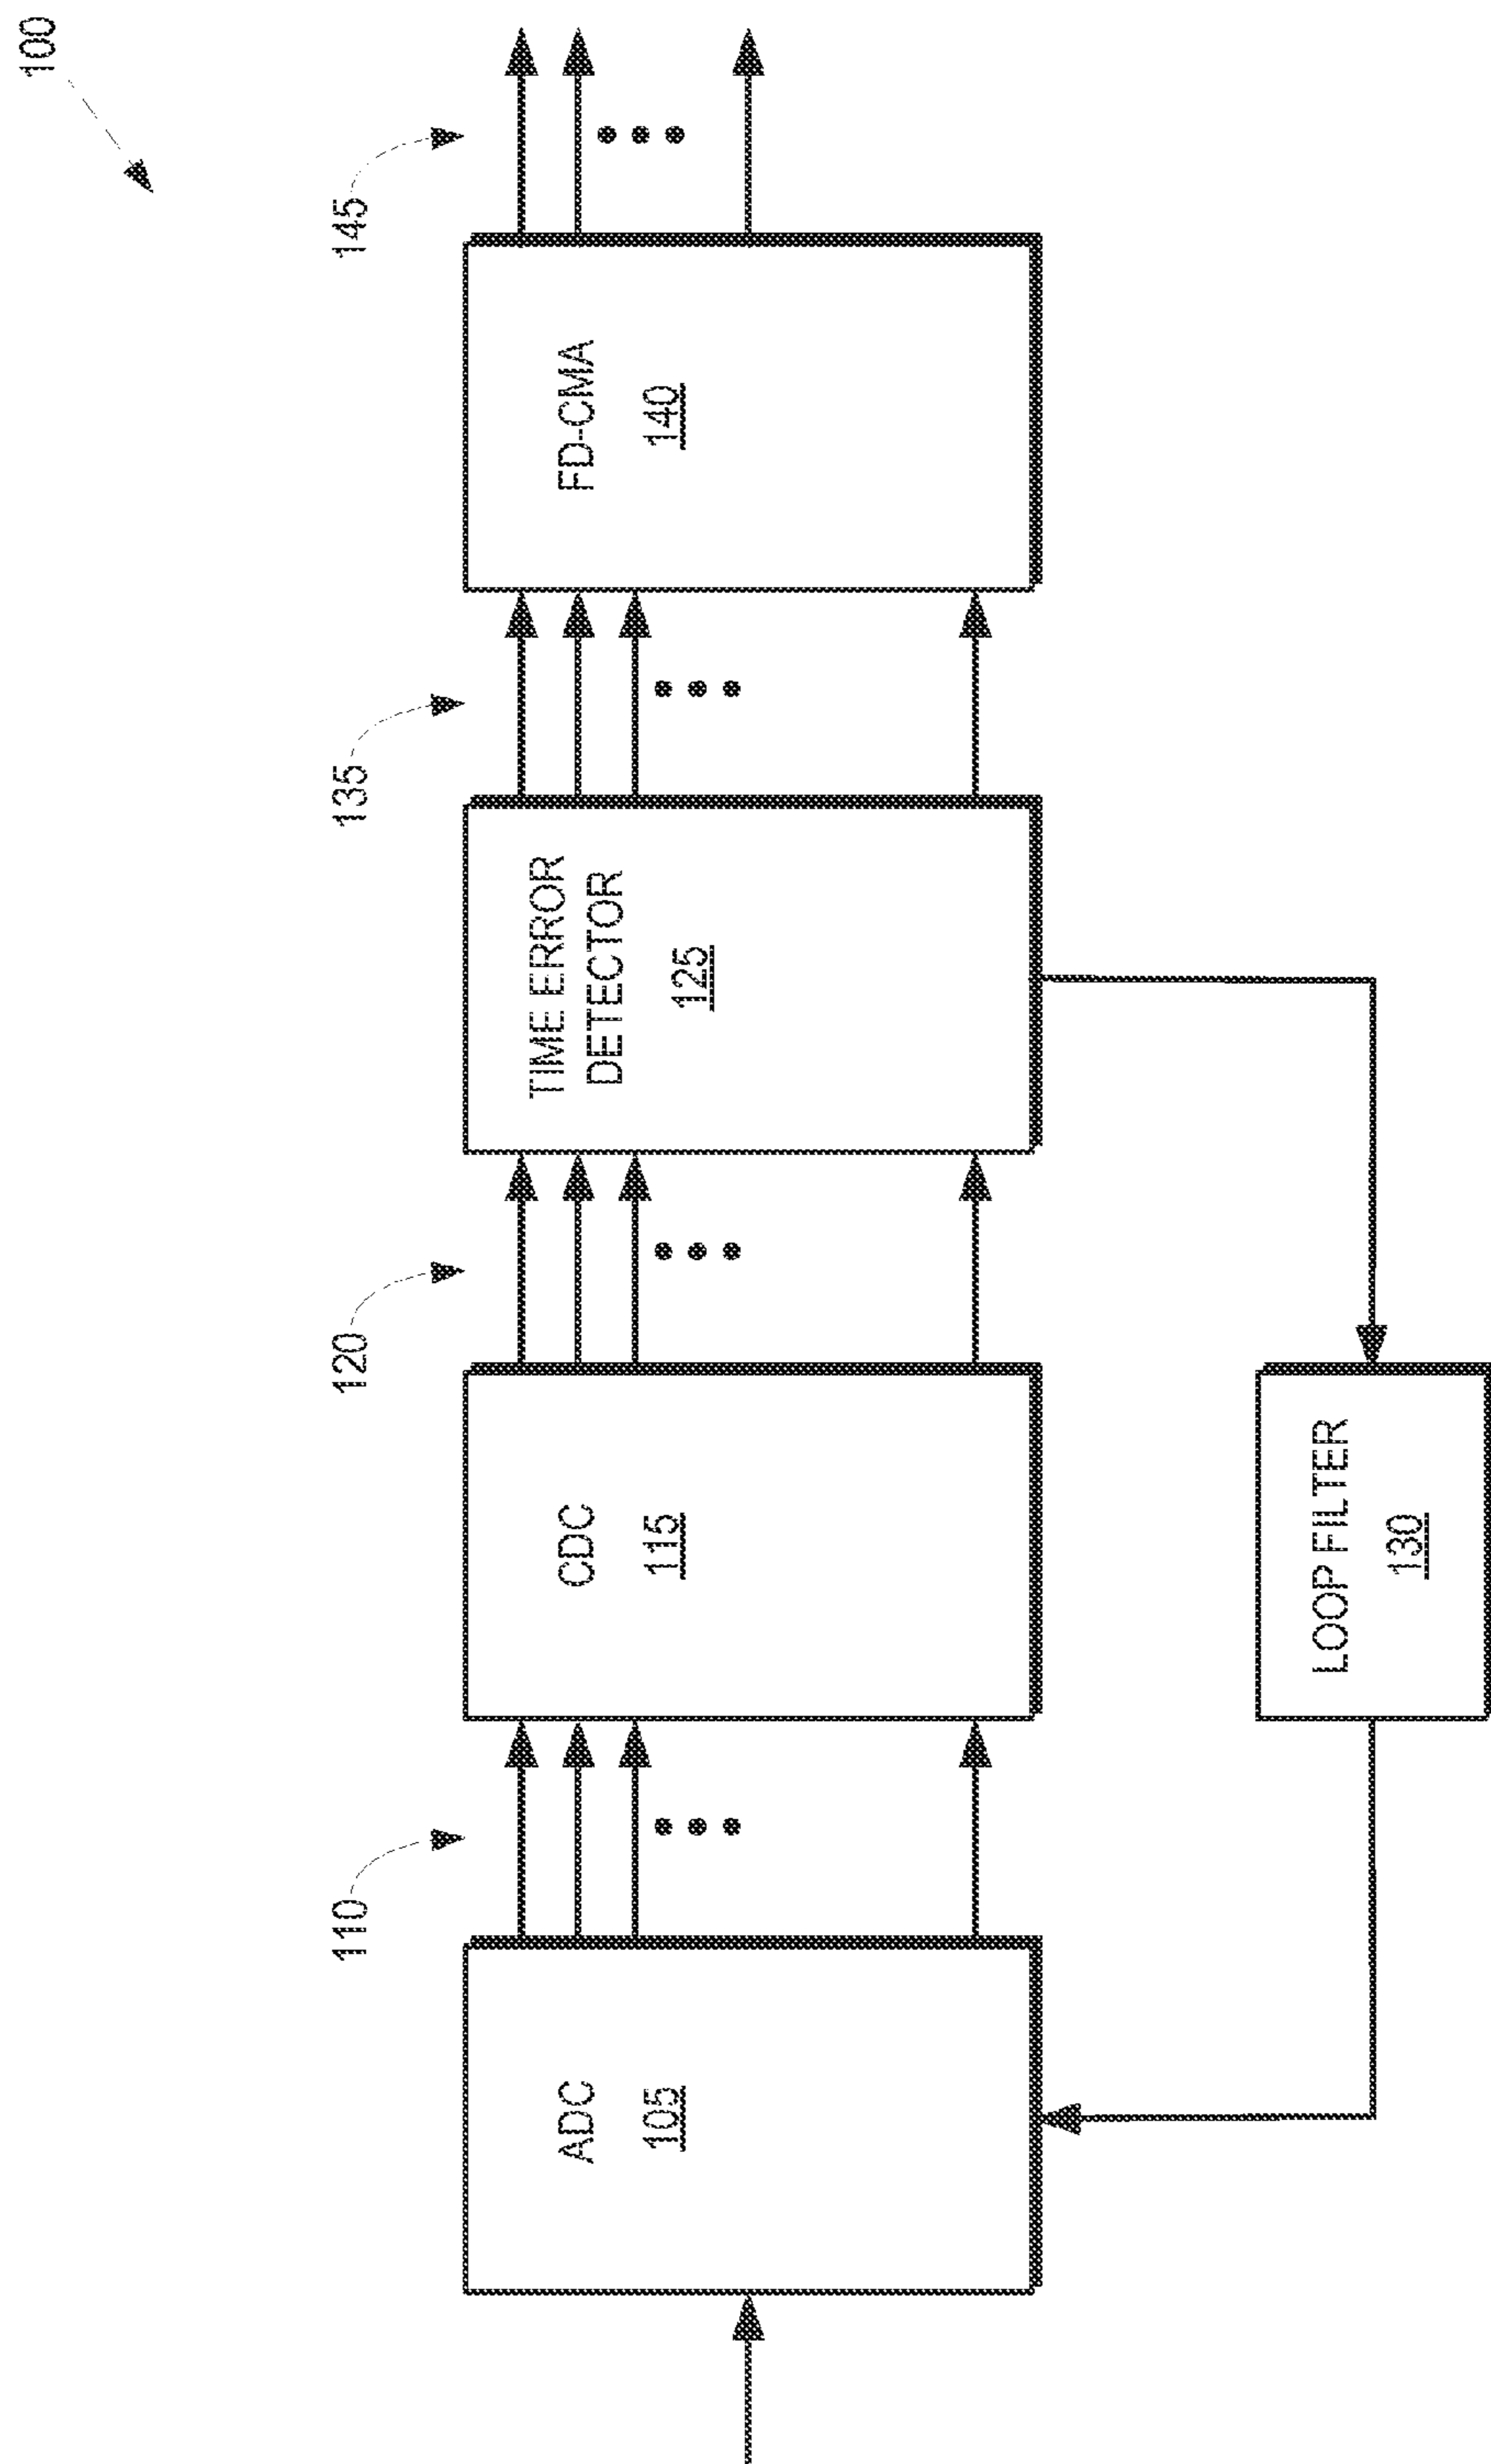 100
110
120
135
145
ADC
105
CDC
115
TIME ERROR
DETECTOR
125
FD-CMA
140
LOOP FILTER
130